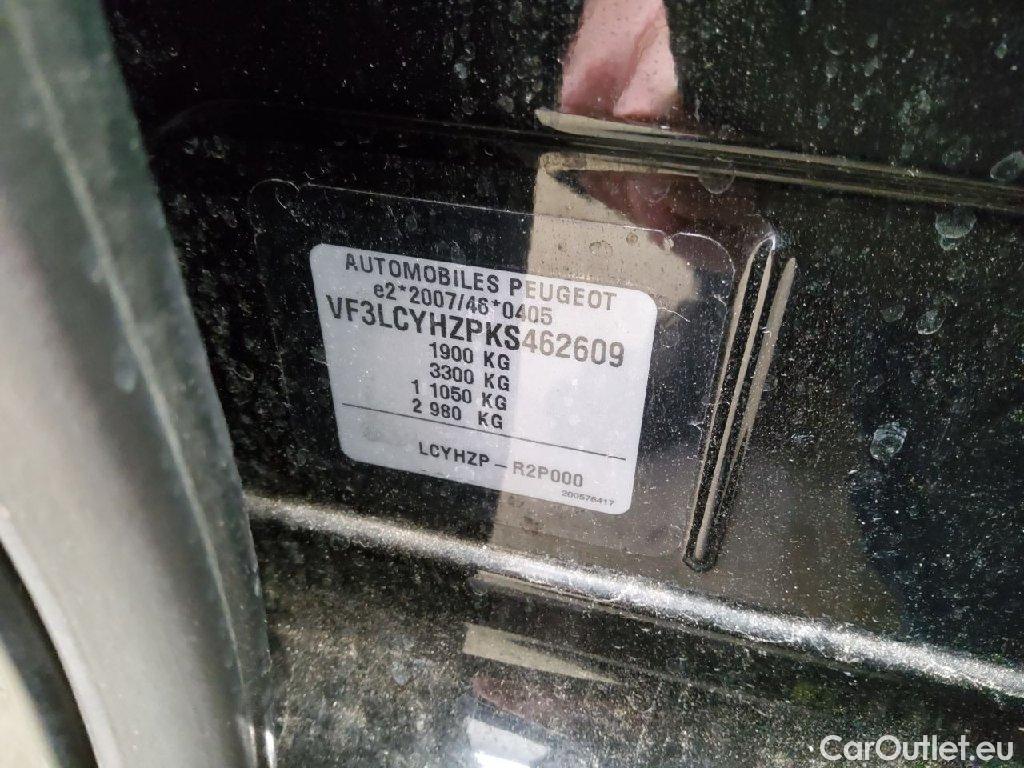 AUTOMOBILES PEUGEOT
e2*2007/46*0405
VF3LCYHZPKS462609
1900 KG
3300 KG
1 1050 KG
2 980 KG
LCYHZP - R2P000
200576417
CarOutlet.eu